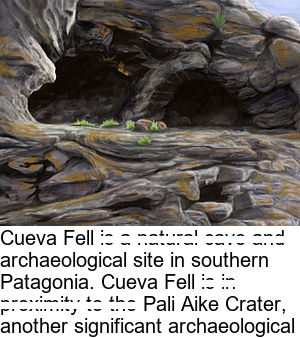 Cueva Fell is a natural cave and
archaeological site in southern
Patagonia. Cueva Fell is in
proximity to the Pali Aike Crater,
another significant archaeological